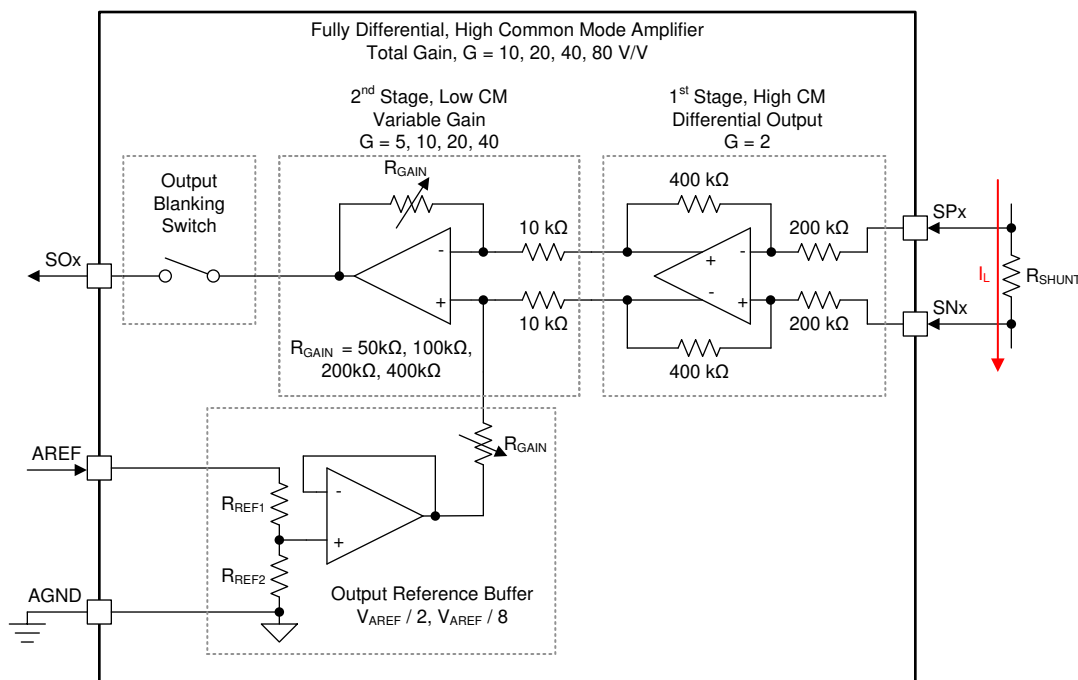 Fully Differential, High Common Mode Amplifier
Total Gain, G = 10, 20, 40, 80 V/V
2nd Stage, Low CM
Variable Gain
G = 5, 10, 20, 40
1st Stage, High CM
Differential Output
G = 2
Output
Blanking
Switch
RGAIN
400 kΩ
10 kΩ
200 kΩ
SPx
SOx
-
+
+
-
-
+
IL
RSHUNT
10 kΩ
200 kΩ
SNx
400 kΩ
RGAIN = 50kΩ, 100kΩ,
200kΩ, 400kΩ
AREF
RGAIN
RREF1
-
+
RREF2
AGND
Output Reference Buffer
VAREF / 2, VAREF / 8